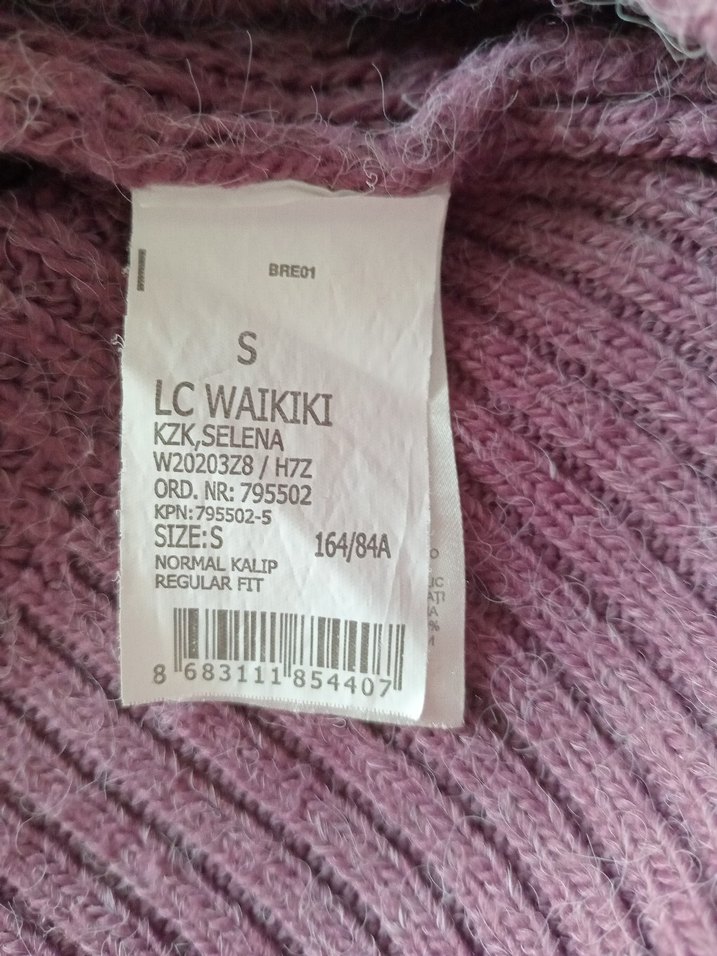 BRE01
S
LC WAIKIKI
KZK,SELENA
W20203Z8 / H7Z
ORD. NR: 795502
KPN:795502-5
SIZE:S 164/84A
NORMAL KALIP
REGULAR FIT
8 683111 854407